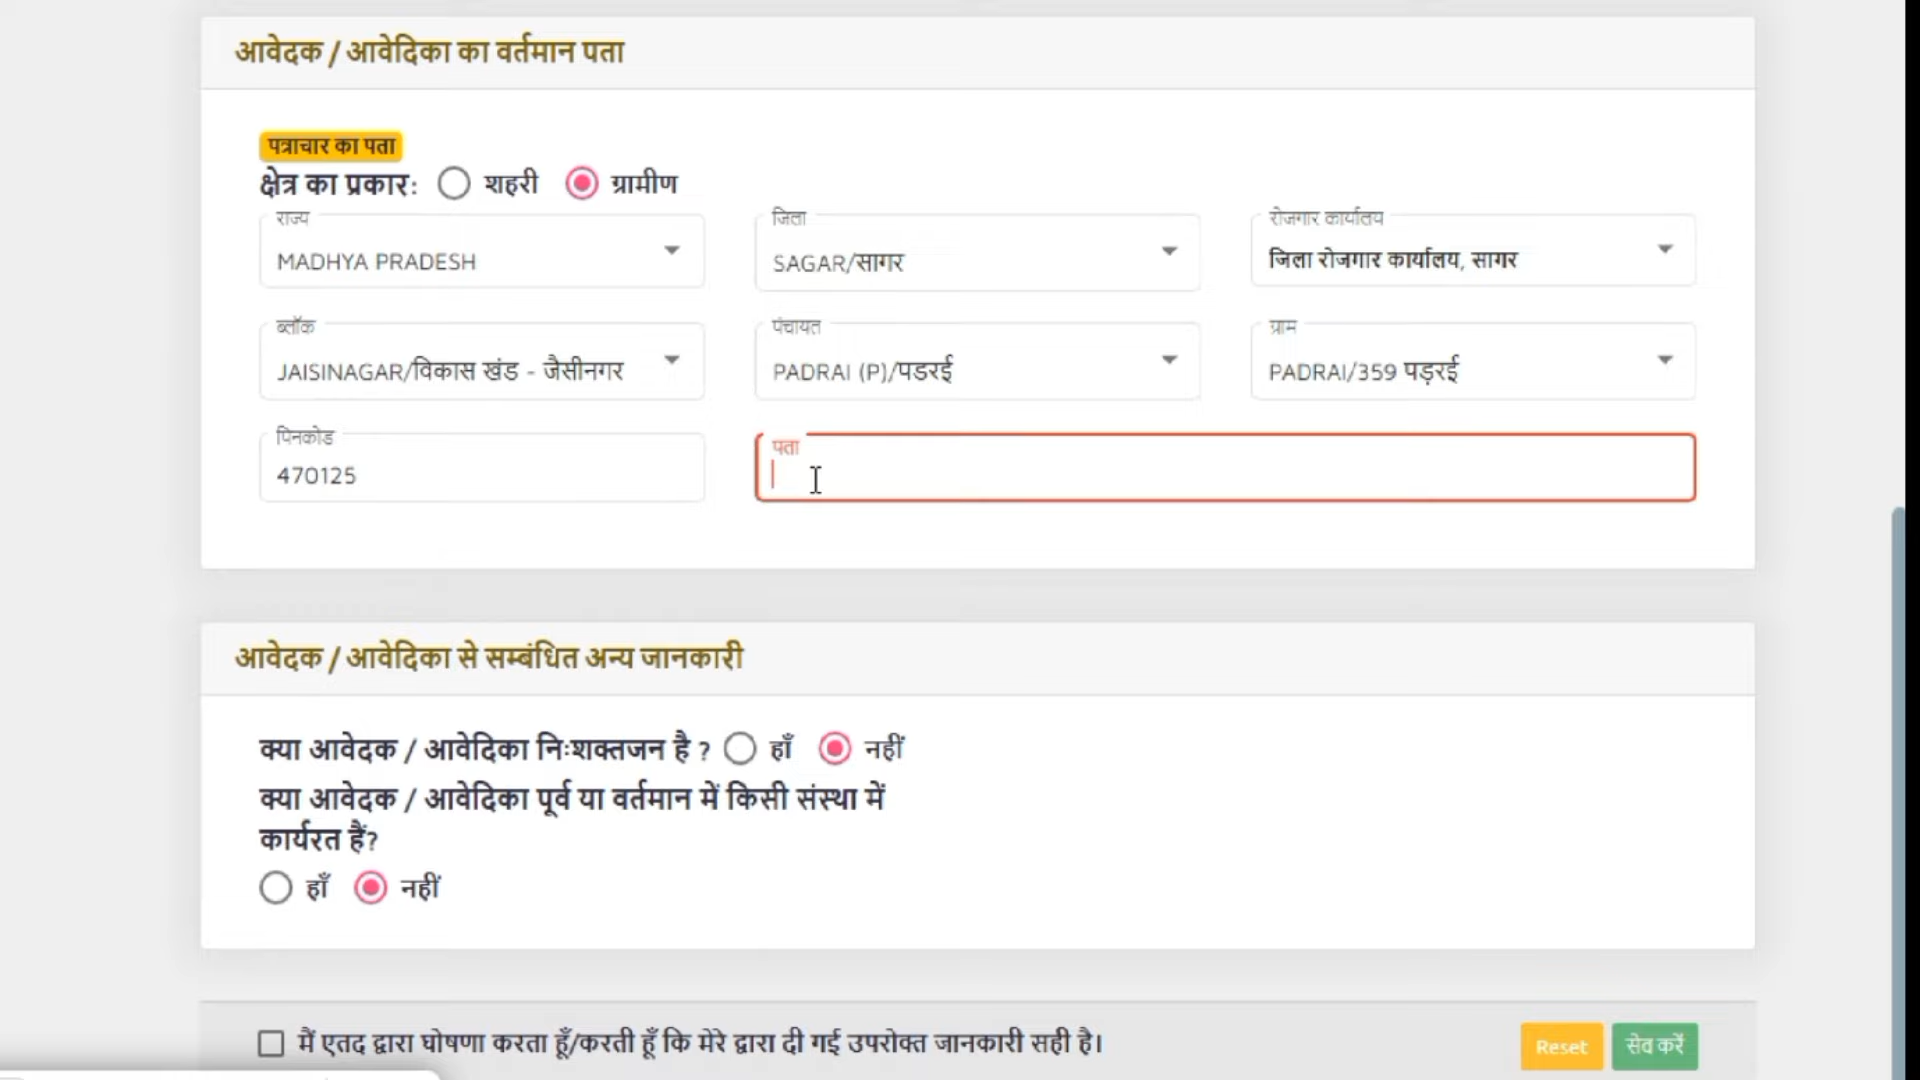 आवेदक / आवेदिका का वर्तमान पता
पत्राचार का पता
क्षेत्र का प्रकार: शहरी ग्रामीण
राज्य जिला रोजगार कार्यालय
MADHYA PRADESH SAGAR/सागर जिला रोजगार कार्यालय, सागर
ब्लॉक पंचायत ग्राम
JAISINAGAR/विकास खंड - जैसीनगर PADRAI (P)/पडरई PADRAI/359 पड़रई
पिनकोड पता
470125
आवेदक / आवेदिका से सम्बंधित अन्य जानकारी
क्या आवेदक / आवेदिका निःशक्तजन है ? हाँ नहीं
क्या आवेदक / आवेदिका पूर्व या वर्तमान में किसी संस्था में
कार्यरत हैं?
हाँ नहीं
मैं एतद द्वारा घोषणा करता हूँ/करती हूँ कि मेरे द्वारा दी गई उपरोक्त जानकारी सही है। Reset सेव करें